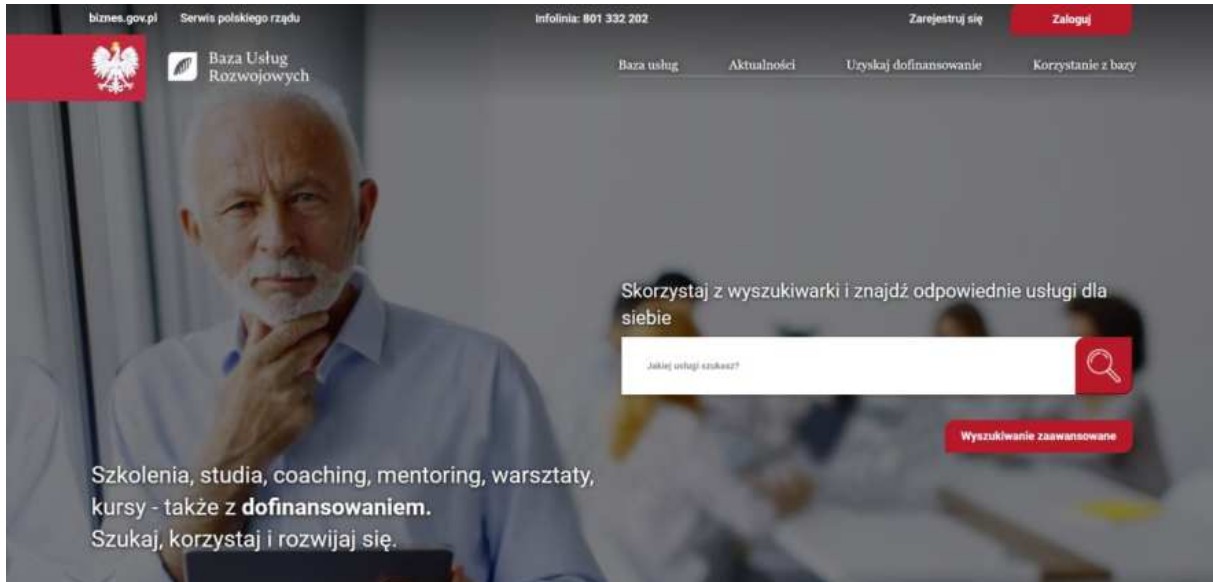 biznes.gov.pl
Serwis polskiego rządu
Infolinia: 801 332 202
Zarejestruj się
Zaloguj
Baza Usług
Rozwojowych
Baza usług
Aktualności
Uzyskaj dofinansowanie
Korzystanie z bazy
Skorzystaj z wyszukiwarki i znajdź odpowiednie usługi dla
siebie
Jakiej usługi szukasz?
Wyszukiwanie zaawansowane
Szkolenia, studia, coaching, mentoring, warsztaty,
kursy - także z dofinansowaniem.
Szukaj, korzystaj i rozwijaj się.